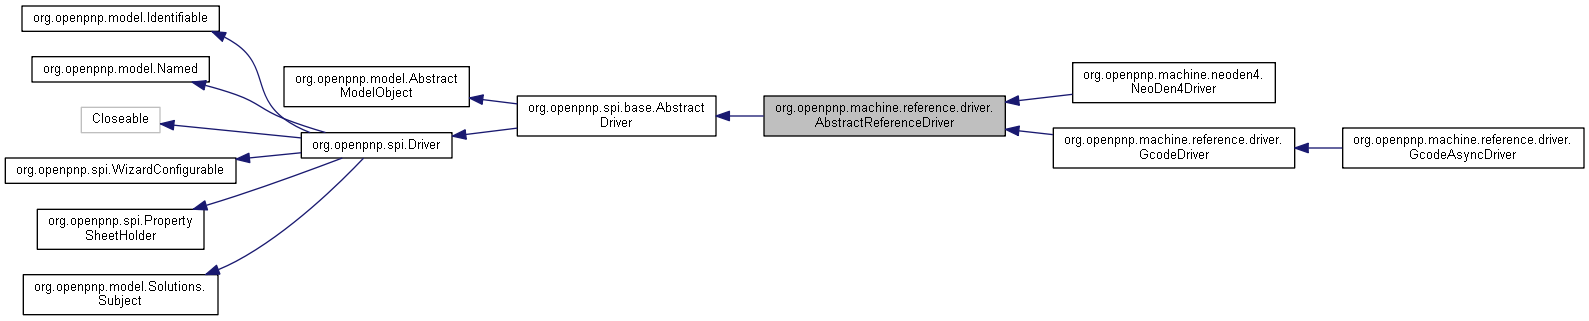 org.openpnp.model.Identifiable
org.openpnp.model.Named
Closeable
org.openpnp.spi.WizardConfigurable
org.openpnp.spi.Property
SheetHolder
org.openpnp.model.Solutions.
Subject
org.openpnp.model.Abstract
ModelObject
org.openpnp.spi.Driver
org.openpnp.spi.base.Abstract
Driver
org.openpnp.machine.reference.driver.
AbstractReferenceDriver
org.openpnp.machine.neoden4.
NeoDen4Driver
org.openpnp.machine.reference.driver.
GcodeDriver
org.openpnp.machine.reference.driver.
GcodeAsyncDriver